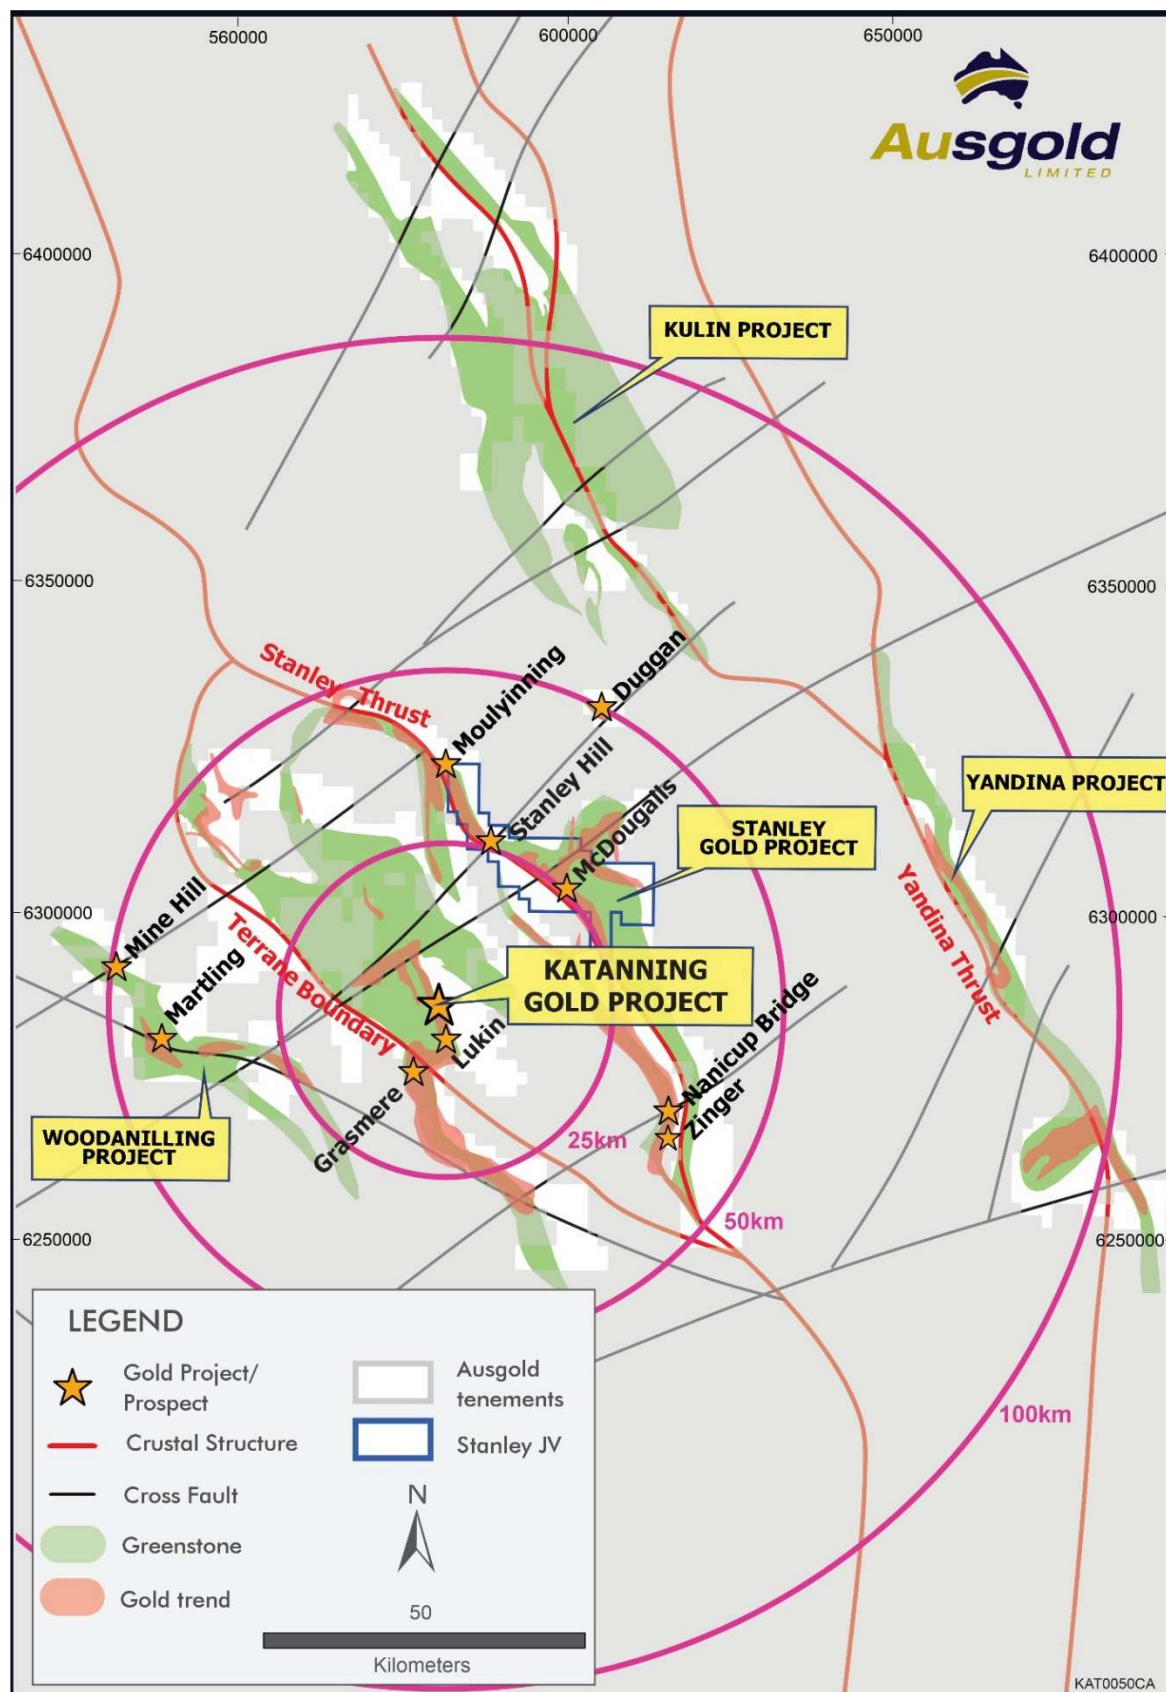 560000
600000
650000
Ausgold
LIMITED
6400000
6400000
KULIN PROJECT
6350000
6350000
Stanley Thrust
Moulyinning
Duggan
Stanley Hill
McDougalls
STANLEY
GOLD PROJECT
YANDINA PROJECT
6300000
6300000
Mine Hill
Martling
Terrane Boundary
KATANNING
GOLD PROJECT
Yandina Thrust
Lukin
Nanicup Bridge
Zinger
Grasmere
WOODANILLING
PROJECT
25km
50km
6250000
6250000
100km
LEGEND
Gold Project/
Prospect
Crustal Structure
Cross Fault
Greenstone
Gold trend
Ausgold
tenements
Stanley JV
N
50
Kilometers
KAT0050CA